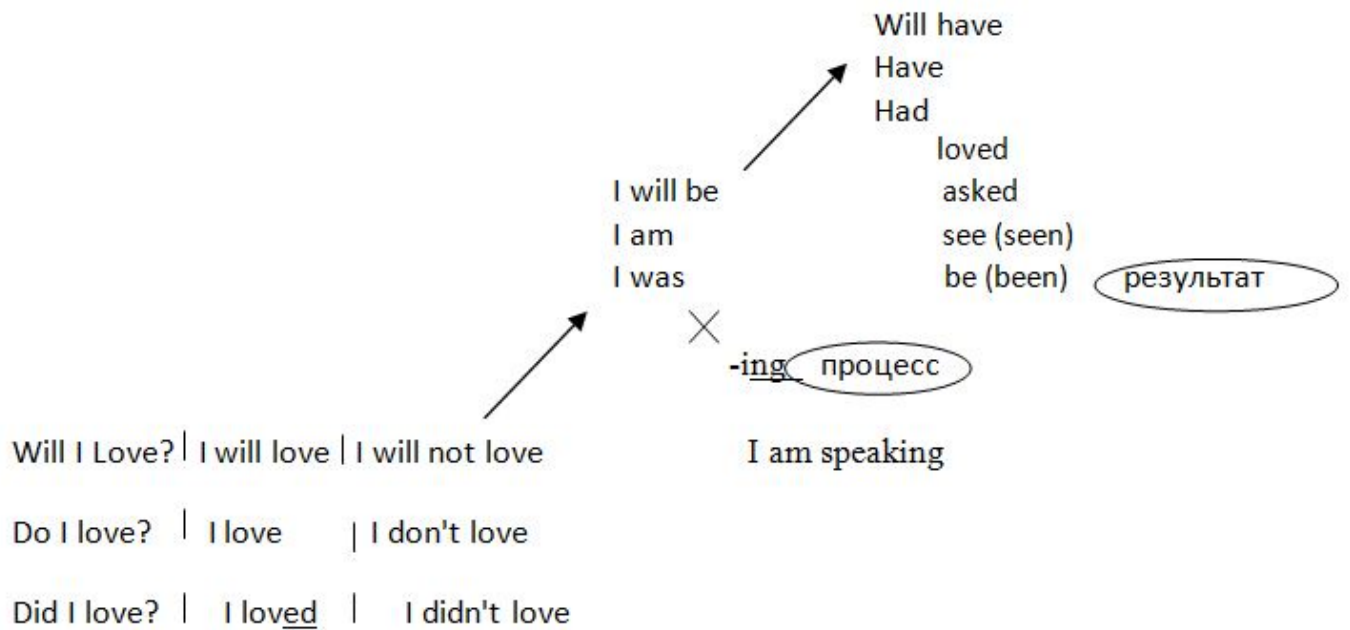 Will have
Have
Had
loved
asked
see (seen)
be (been) результат
I will be
I am
I was
-ing процесс
I am speaking
Will I Love? | I will love | I will not love
Do I love? | I love | I don't love
Did I love? | I loved | I didn't love